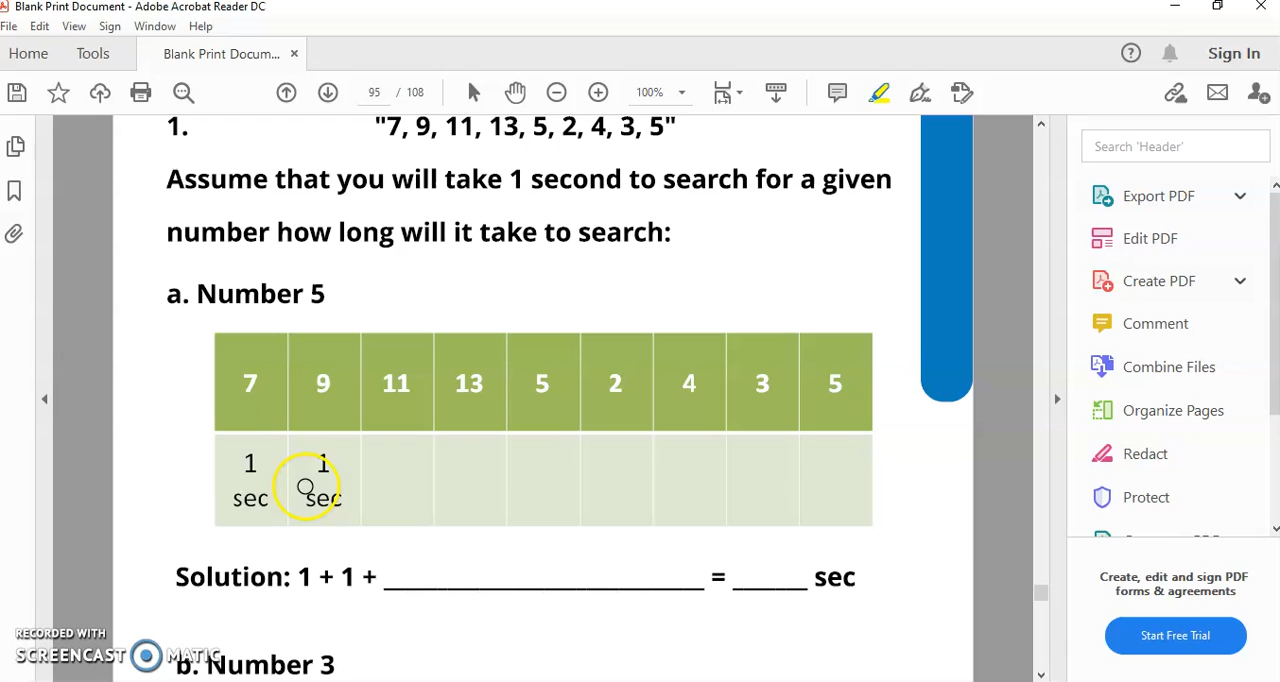 Blank Print Document - Adobe Acrobat Reader DC
File Edit View Sign Window Help
Home Tools Blank Print Docum... × Sign In
95 / 108 100%
1. "7, 9, 11, 13, 5, 2, 4, 3, 5"
Assume that you will take 1 second to search for a given
number how long will it take to search:
a. Number 5
7 9 11 13 5 2 4 3 5
1 1
sec sec
Solution: 1 + 1 + ______________________ = ______ sec
b. Number 3
RECORDED WITH
SCREENCAST MATIC
Search 'Header'
Export PDF
Edit PDF
Create PDF
Comment
Combine Files
Organize Pages
Redact
Protect
Create, edit and sign PDF
forms & agreements
Start Free Trial